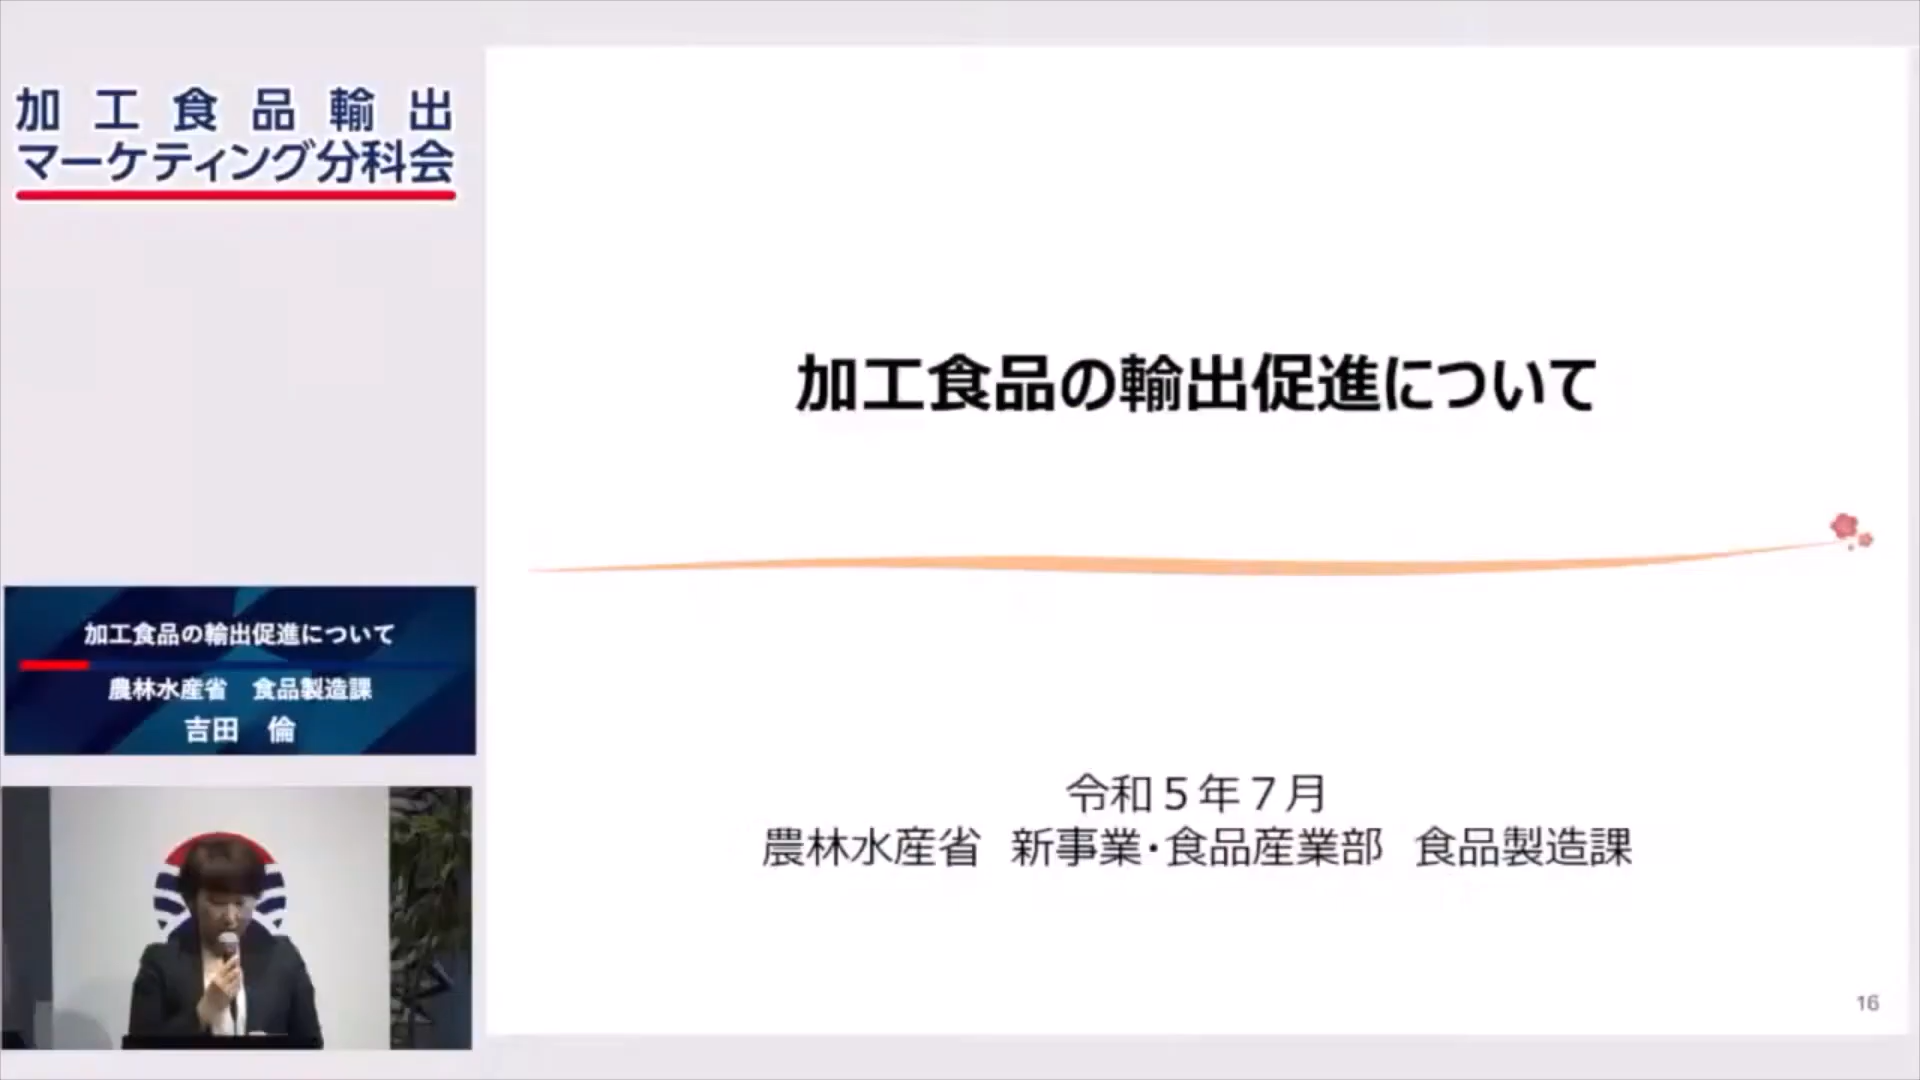 加工食品輸出
マーケティング分科会
加工食品の輸出促進について
農林水産省　食品製造課
吉田　倫
加工食品の輸出促進について
令和５年７月
農林水産省　新事業・食品産業部　食品製造課
16